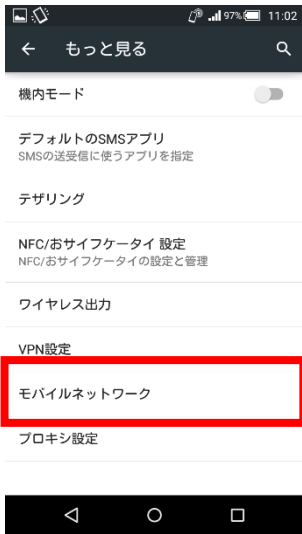 97% 11:02
もっと見る
機内モード
デフォルトのSMSアプリ
SMSの送受信に使うアプリを指定
テザリング
NFC/おサイフケータイ 設定
NFC/おサイフケータイの設定と管理
ワイヤレス出力
VPN設定
モバイルネットワーク
プロキシ設定